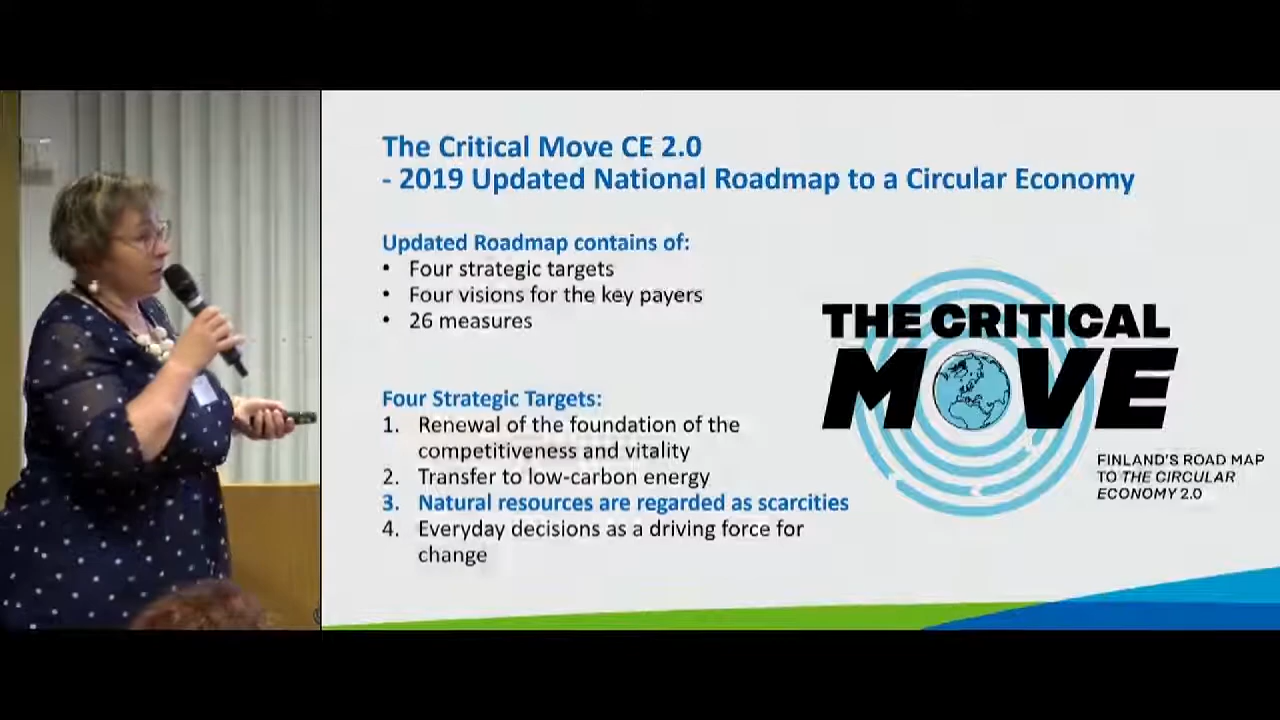 The Critical Move CE 2.0
- 2019 Updated National Roadmap to a Circular Economy
Updated Roadmap contains of:
• Four strategic targets
• Four visions for the key payers
• 26 measures
Four Strategic Targets:
1. Renewal of the foundation of the
competitiveness and vitality
2. Transfer to low-carbon energy
3. Natural resources are regarded as scarcities
4. Everyday decisions as a driving force for
change
THE CRITICAL
MOVE
FINLAND'S ROAD MAP
TO THE CIRCULAR
ECONOMY 2.0